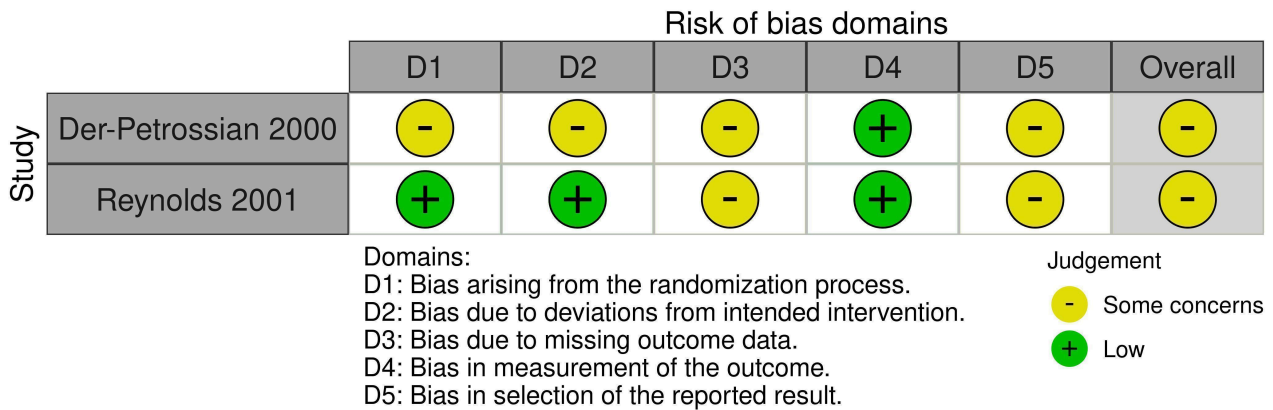 Risk of bias domains
D1 D2 D3 D4 D5 Overall
Study
Der-Petrossian 2000 - - - + - -
Reynolds 2001 + + - + - -
Domains:
D1: Bias arising from the randomization process.
D2: Bias due to deviations from intended intervention.
D3: Bias due to missing outcome data.
D4: Bias in measurement of the outcome.
D5: Bias in selection of the reported result.
Judgement
- Some concerns
+ Low